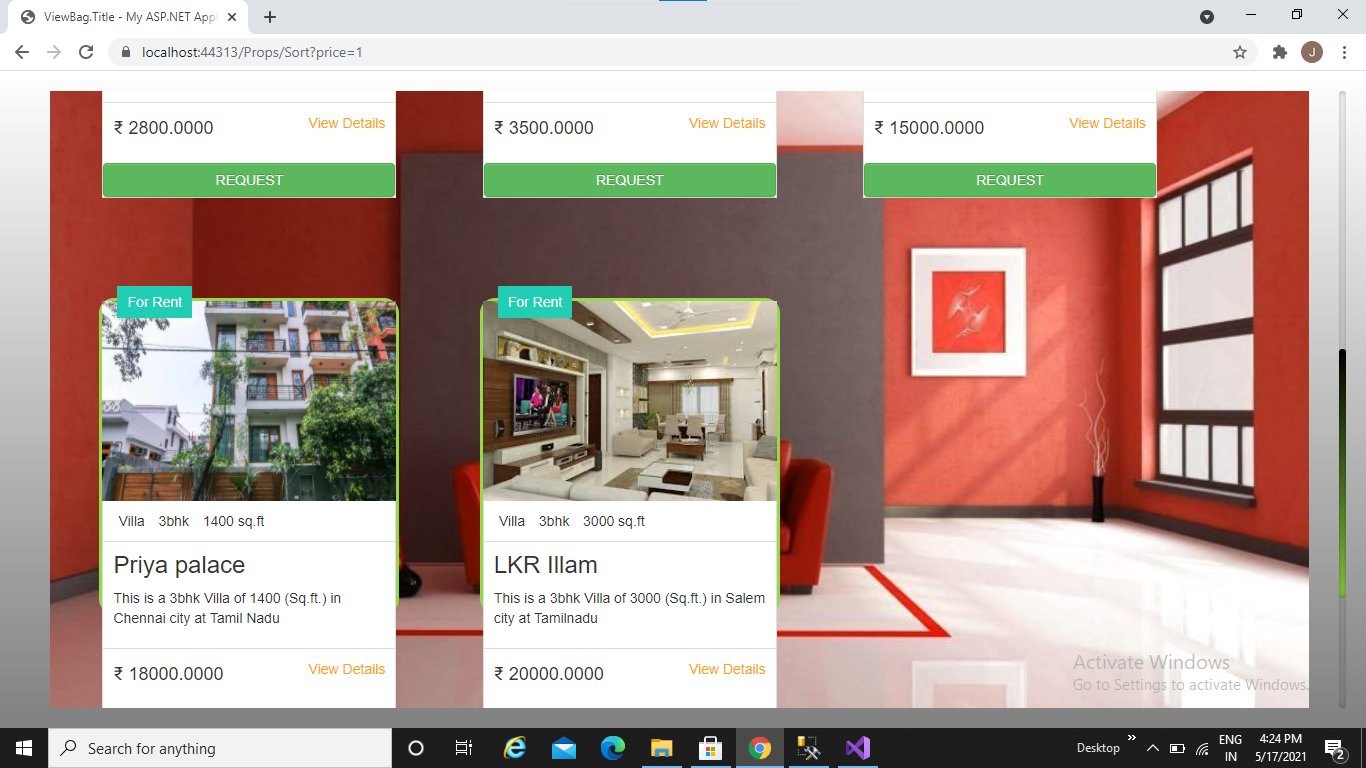 ViewBag.Title - My ASP.NET Appl
localhost:44313/Props/Sort?price=1
J
₹ 2800.0000 View Details
₹ 3500.0000 View Details
₹ 15000.0000 View Details
REQUEST
REQUEST
REQUEST
For Rent
Villa 3bhk 1400 sq.ft
Priya palace
This is a 3bhk Villa of 1400 (Sq.ft.) in
Chennai city at Tamil Nadu
₹ 18000.0000 View Details
For Rent
Villa 3bhk 3000 sq.ft
LKR Illam
This is a 3bhk Villa of 3000 (Sq.ft.) in Salem
city at Tamilnadu
₹ 20000.0000 View Details
Activate Windows
Go to Settings to activate Windows.
Search for anything
Desktop
ENG
IN
4:24 PM
5/17/2021
2